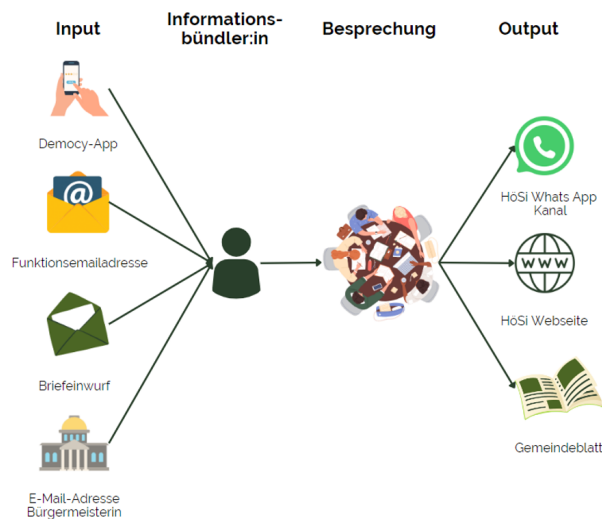 Input
Informations-
bündler:in
Besprechung
Output
Democy-App
@
Funktionsemailadresse
Briefeinwurf
E-Mail-Adresse
Bürgermeisterin
HöSi Whats App
Kanal
WWW
HöSi Webseite
Gemeindeblatt